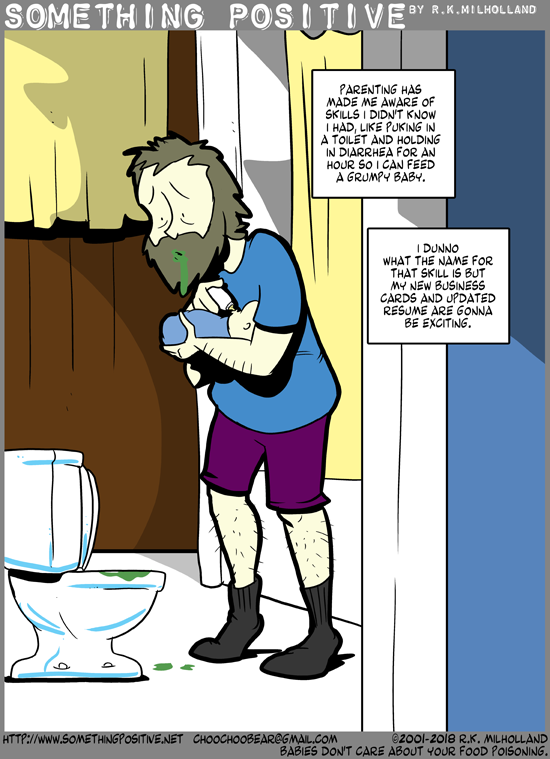 SOMETHING POSITIVE BY R.K.MILHOLLAND
PARENTING HAS
MADE ME AWARE OF
SKILLS I DIDN'T KNOW
I HAD, LIKE PUKING IN
A TOILET AND HOLDING
IN DIARRHEA FOR AN
HOUR SO I CAN FEED
A GRUMPY BABY.
I DUNNO
WHAT THE NAME FOR
THAT SKILL IS BUT
MY NEW BUSINESS
CARDS AND UPDATED
RESUME ARE GONNA
BE EXCITING.
HTTP://WWW.SOMETHINGPOSITIVE.NET CHOOCHOOBEAR@GMAIL.COM ©2001-2018 R.K. MILHOLLAND
BABIES DON'T CARE ABOUT YOUR FOOD POISONING.